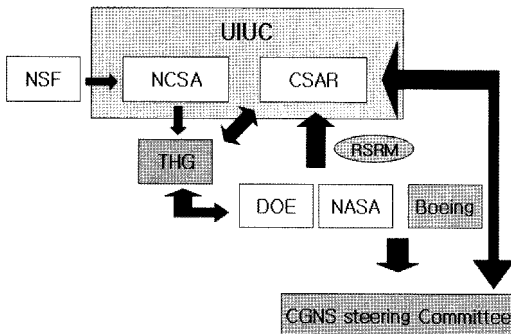 UIUC
NSF
NCSA
CSAR
THG
RSRM
DOE
NASA
Boeing
CGNS steering Committee